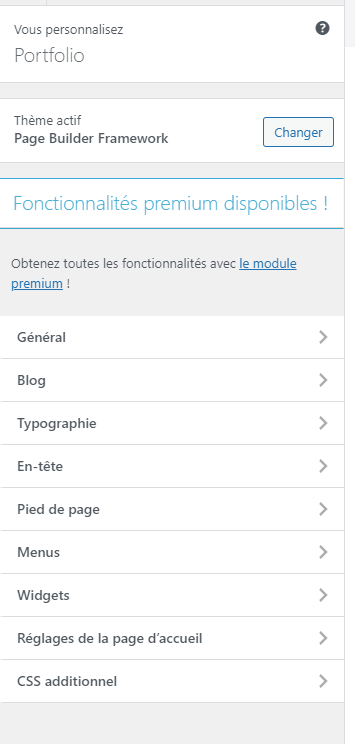 Vous personnalisez
Portfolio
Thème actif
Page Builder Framework
Changer
Fonctionnalités premium disponibles !
Obtenez toutes les fonctionnalités avec le module
premium !
Général
Blog
Typographie
En-tête
Pied de page
Menus
Widgets
Réglages de la page d’accueil
CSS additionnel